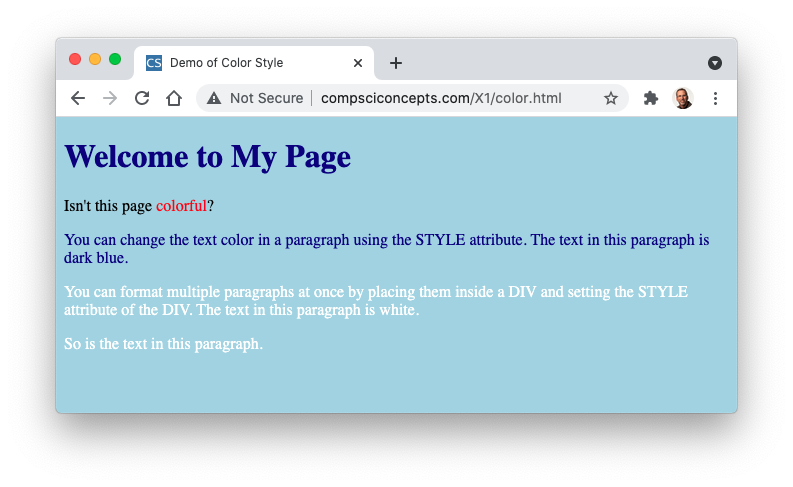 CS Demo of Color Style
Not Secure compsciconcepts.com/X1/color.html
Welcome to My Page
Isn't this page colorful?
You can change the text color in a paragraph using the STYLE attribute. The text in this paragraph is
dark blue.
You can format multiple paragraphs at once by placing them inside a DIV and setting the STYLE
attribute of the DIV. The text in this paragraph is white.
So is the text in this paragraph.